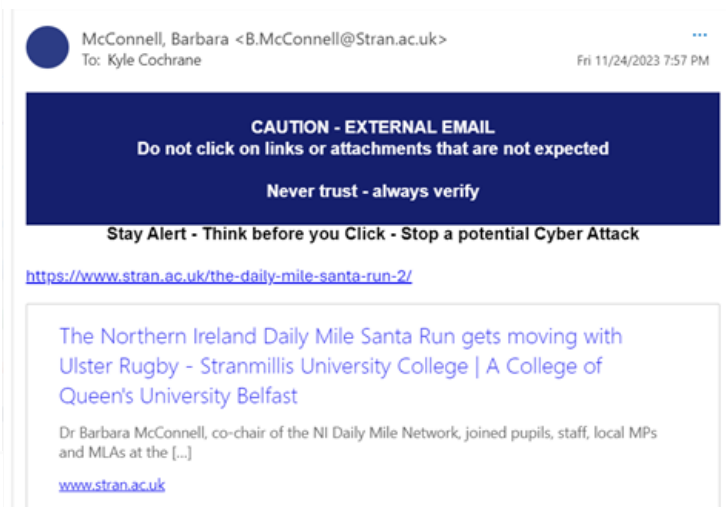 McConnell, Barbara <B.McConnell@Stran.ac.uk>
To: Kyle Cochrane
Fri 11/24/2023 7:57 PM
CAUTION - EXTERNAL EMAIL
Do not click on links or attachments that are not expected
Never trust - always verify
Stay Alert - Think before you Click - Stop a potential Cyber Attack
https://www.stran.ac.uk/the-daily-mile-santa-run-2/
The Northern Ireland Daily Mile Santa Run gets moving with
Ulster Rugby - Stranmillis University College | A College of
Queen's University Belfast
Dr Barbara McConnell, co-chair of the NI Daily Mile Network, joined pupils, staff, local MPs
and MLAs at the [...]
www.stran.ac.uk